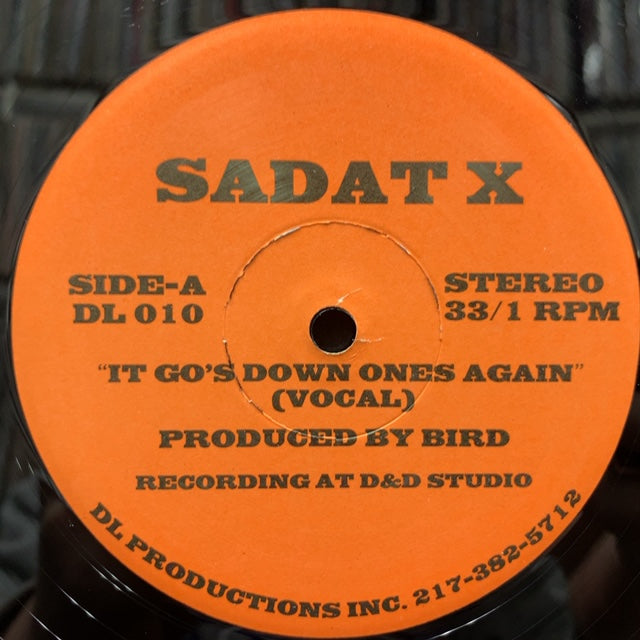 SADAT X
SIDE-A
DL 010
STEREO
33/1 RPM
"IT GO'S DOWN ONES AGAIN"
(VOCAL)
PRODUCED BY BIRD
RECORDING AT D&D STUDIO
DL PRODUCTIONS INC. 217-382-5712